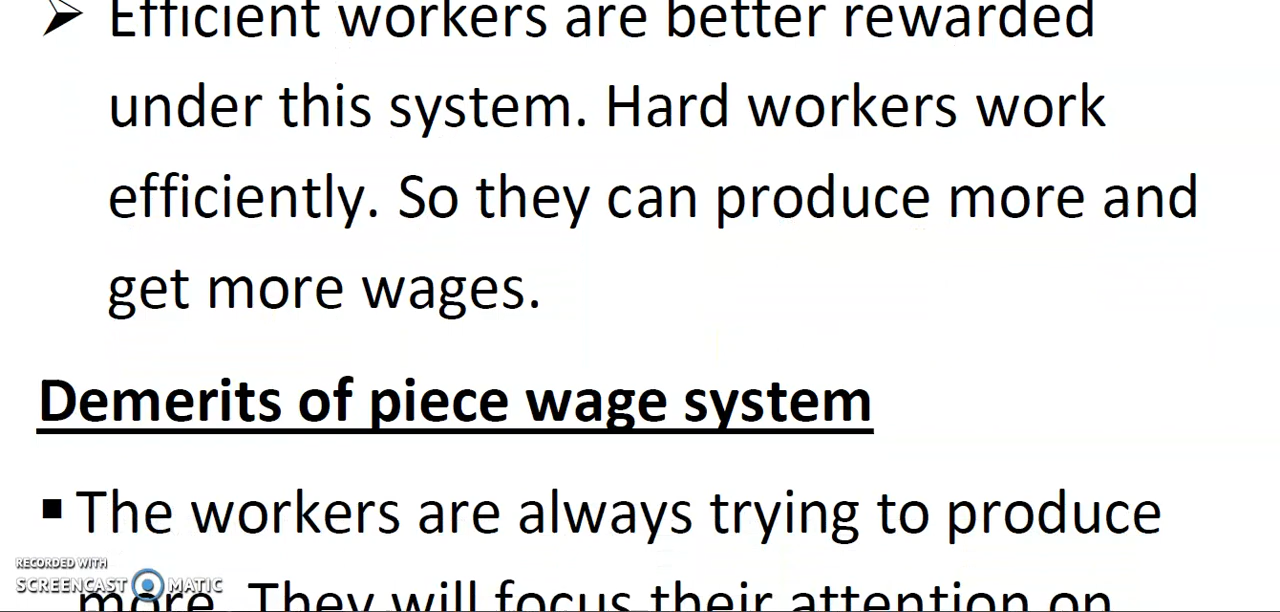 ➢ Efficient workers are better rewarded
under this system. Hard workers work
efficiently. So they can produce more and
get more wages.
Demerits of piece wage system
▪ The workers are always trying to produce
RECORDED WITH
SCREENCAST MATIC
more. They will focus their attention on